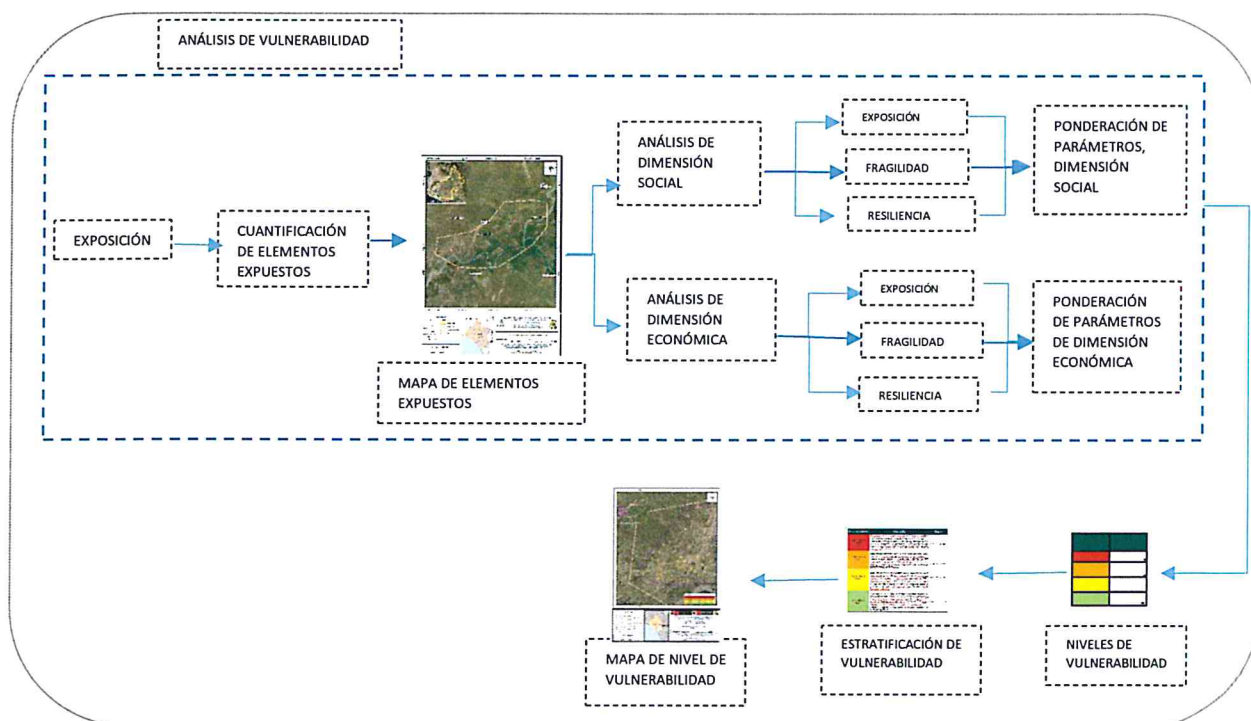 ANÁLISIS DE VULNERABILIDAD
EXPOSICIÓN
CUANTIFICACIÓN
DE ELEMENTOS
EXPUESTOS
MAPA DE ELEMENTOS
EXPUESTOS
ANÁLISIS DE
DIMENSIÓN
SOCIAL
EXPOSICIÓN
FRAGILIDAD
RESILIENCIA
PONDERACIÓN DE
PARÁMETROS,
DIMENSIÓN
SOCIAL
ANÁLISIS DE
DIMENSIÓN
ECONÓMICA
EXPOSICIÓN
FRAGILIDAD
RESILIENCIA
PONDERACIÓN
DE PARÁMETROS
DE DIMENSIÓN
ECONÓMICA
NIVELES DE
VULNERABILIDAD
ESTRATIFICACIÓN DE
VULNERABILIDAD
MAPA DE NIVEL DE
VULNERABILIDAD